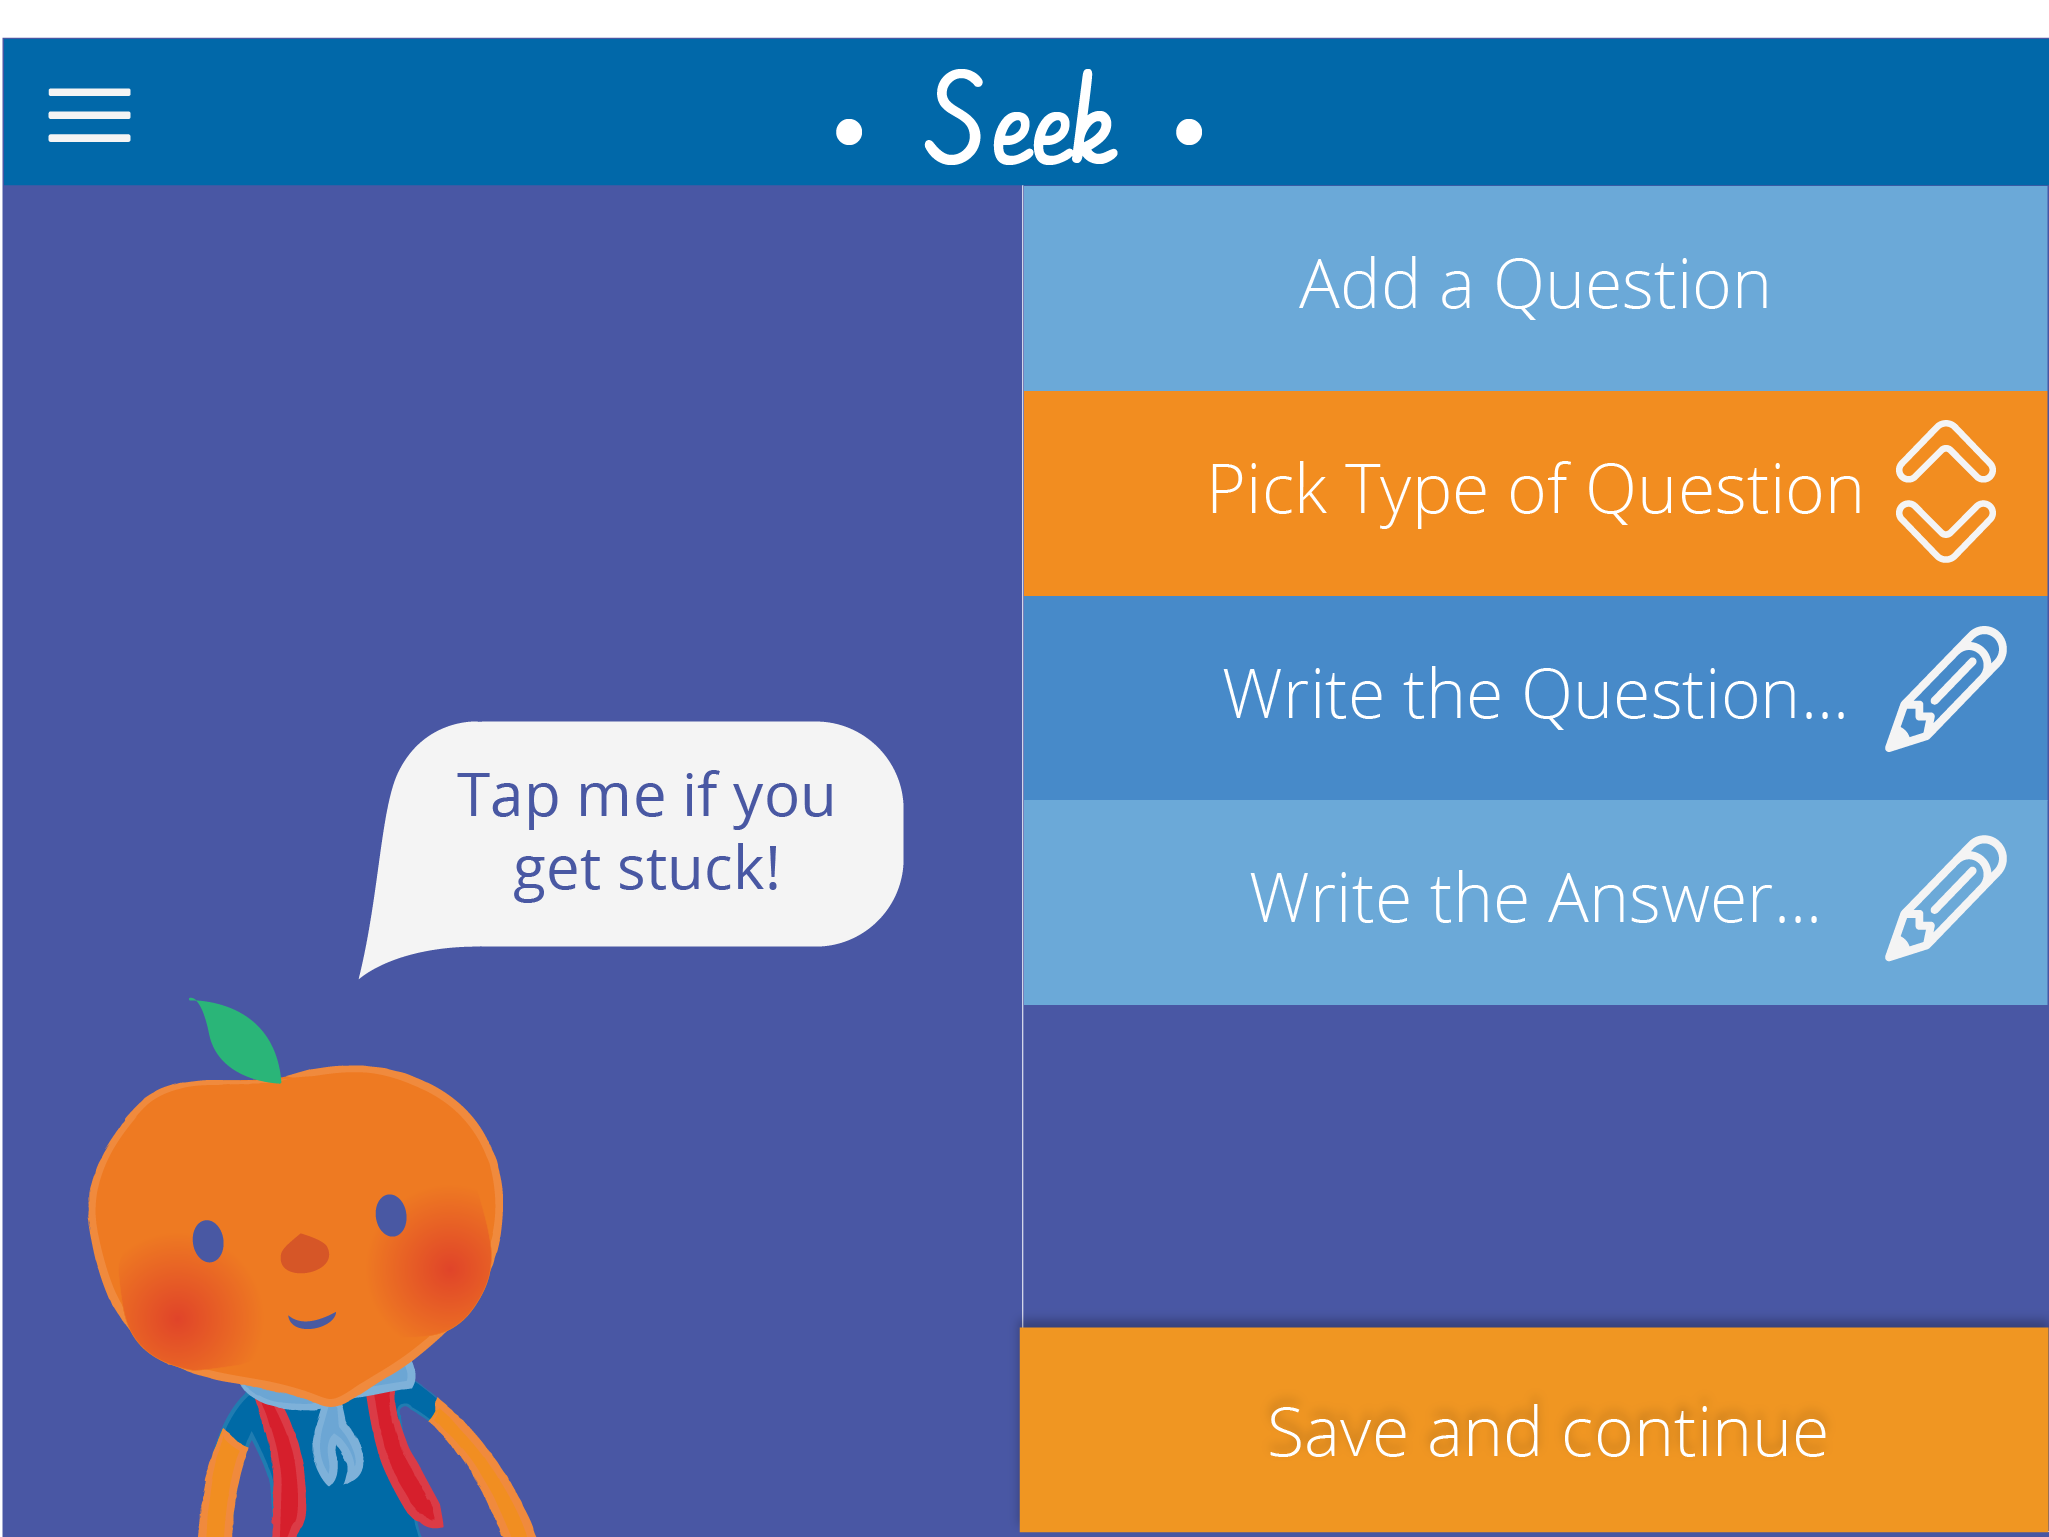 • Seek •
Add a Question
Pick Type of Question
Write the Question...
Write the Answer...
Tap me if you
get stuck!
Save and continue